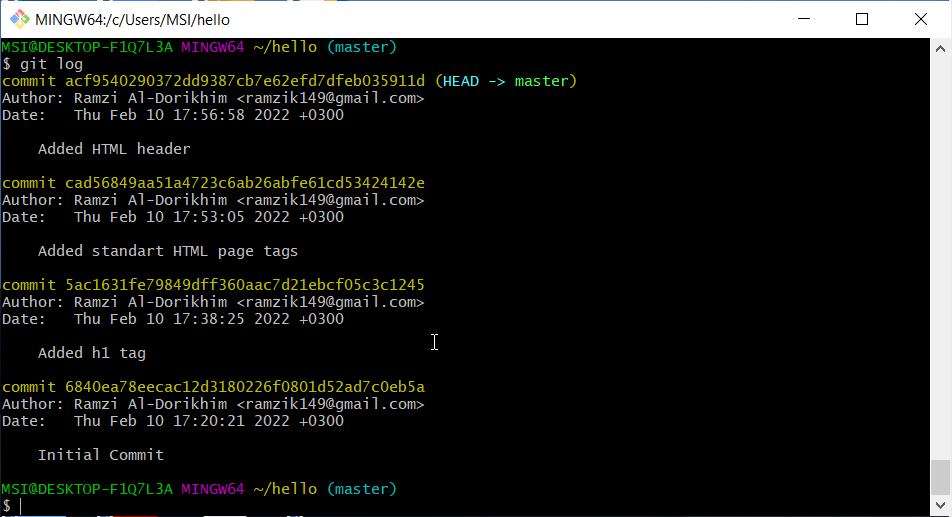 MINGW64:/c/Users/MSI/hello
MSI@DESKTOP-F1Q7L3A MINGW64 ~/hello (master)
$ git log
commit acf9540290372dd9387cb7e62efd7dfeb035911d (HEAD -> master)
Author: Ramzi Al-Dorikhim <ramzik149@gmail.com>
Date:   Thu Feb 10 17:56:58 2022 +0300
Added HTML header
commit cad56849aa51a4723c6ab26abfe61cd53424142e
Author: Ramzi Al-Dorikhim <ramzik149@gmail.com>
Date:   Thu Feb 10 17:53:05 2022 +0300
Added standart HTML page tags
commit 5ac1631fe79849dff360aac7d21ebcf05c3c1245
Author: Ramzi Al-Dorikhim <ramzik149@gmail.com>
Date:   Thu Feb 10 17:38:25 2022 +0300
Added h1 tag
commit 6840ea78eecac12d3180226f0801d52ad7c0eb5a
Author: Ramzi Al-Dorikhim <ramzik149@gmail.com>
Date:   Thu Feb 10 17:20:21 2022 +0300
Initial Commit
MSI@DESKTOP-F1Q7L3A MINGW64 ~/hello (master)
$